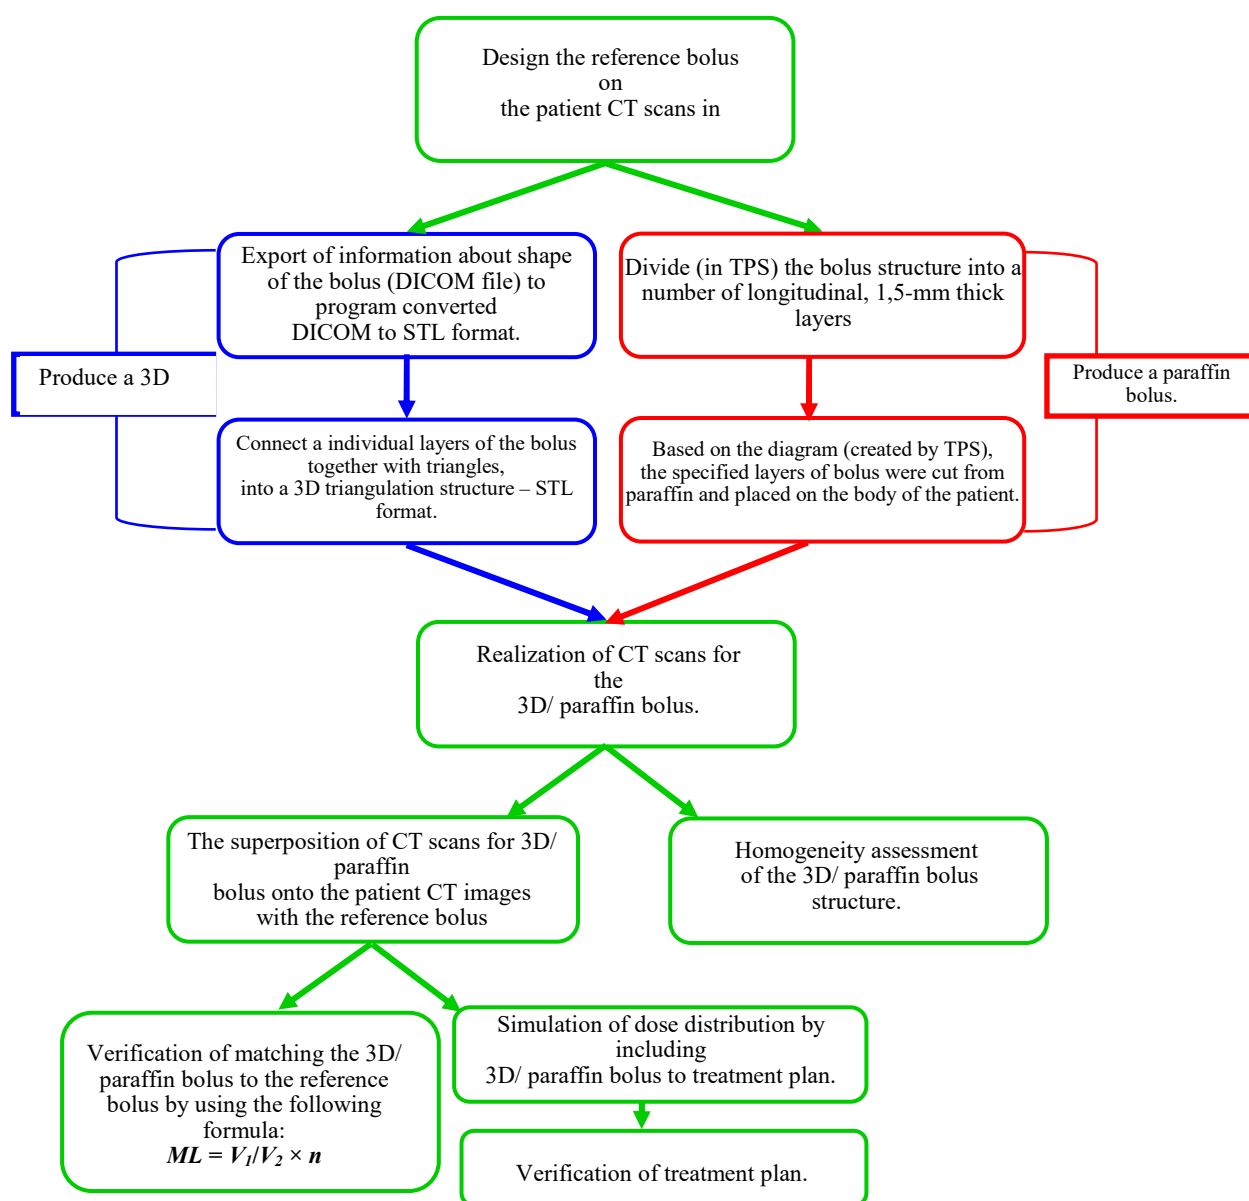 Design the reference bolus
on
the patient CT scans in
Export of information about shape
of the bolus (DICOM file) to
program converted
DICOM to STL format.
Divide (in TPS) the bolus structure into a
number of longitudinal, 1,5-mm thick
layers
Produce a 3D
Produce a paraffin
bolus.
Connect a individual layers of the bolus
together with triangles,
into a 3D triangulation structure – STL
format.
Based on the diagram (created by TPS),
the specified layers of bolus were cut from
paraffin and placed on the body of the patient.
Realization of CT scans for
the
3D/ paraffin bolus.
The superposition of CT scans for 3D/
paraffin
bolus onto the patient CT images
with the reference bolus
Homogeneity assessment
of the 3D/ paraffin bolus
structure.
Verification of matching the 3D/
paraffin bolus to the reference
bolus by using the following
formula:
ML = V₁/V₂ × n
Simulation of dose distribution by
including
3D/ paraffin bolus to treatment plan.
Verification of treatment plan.